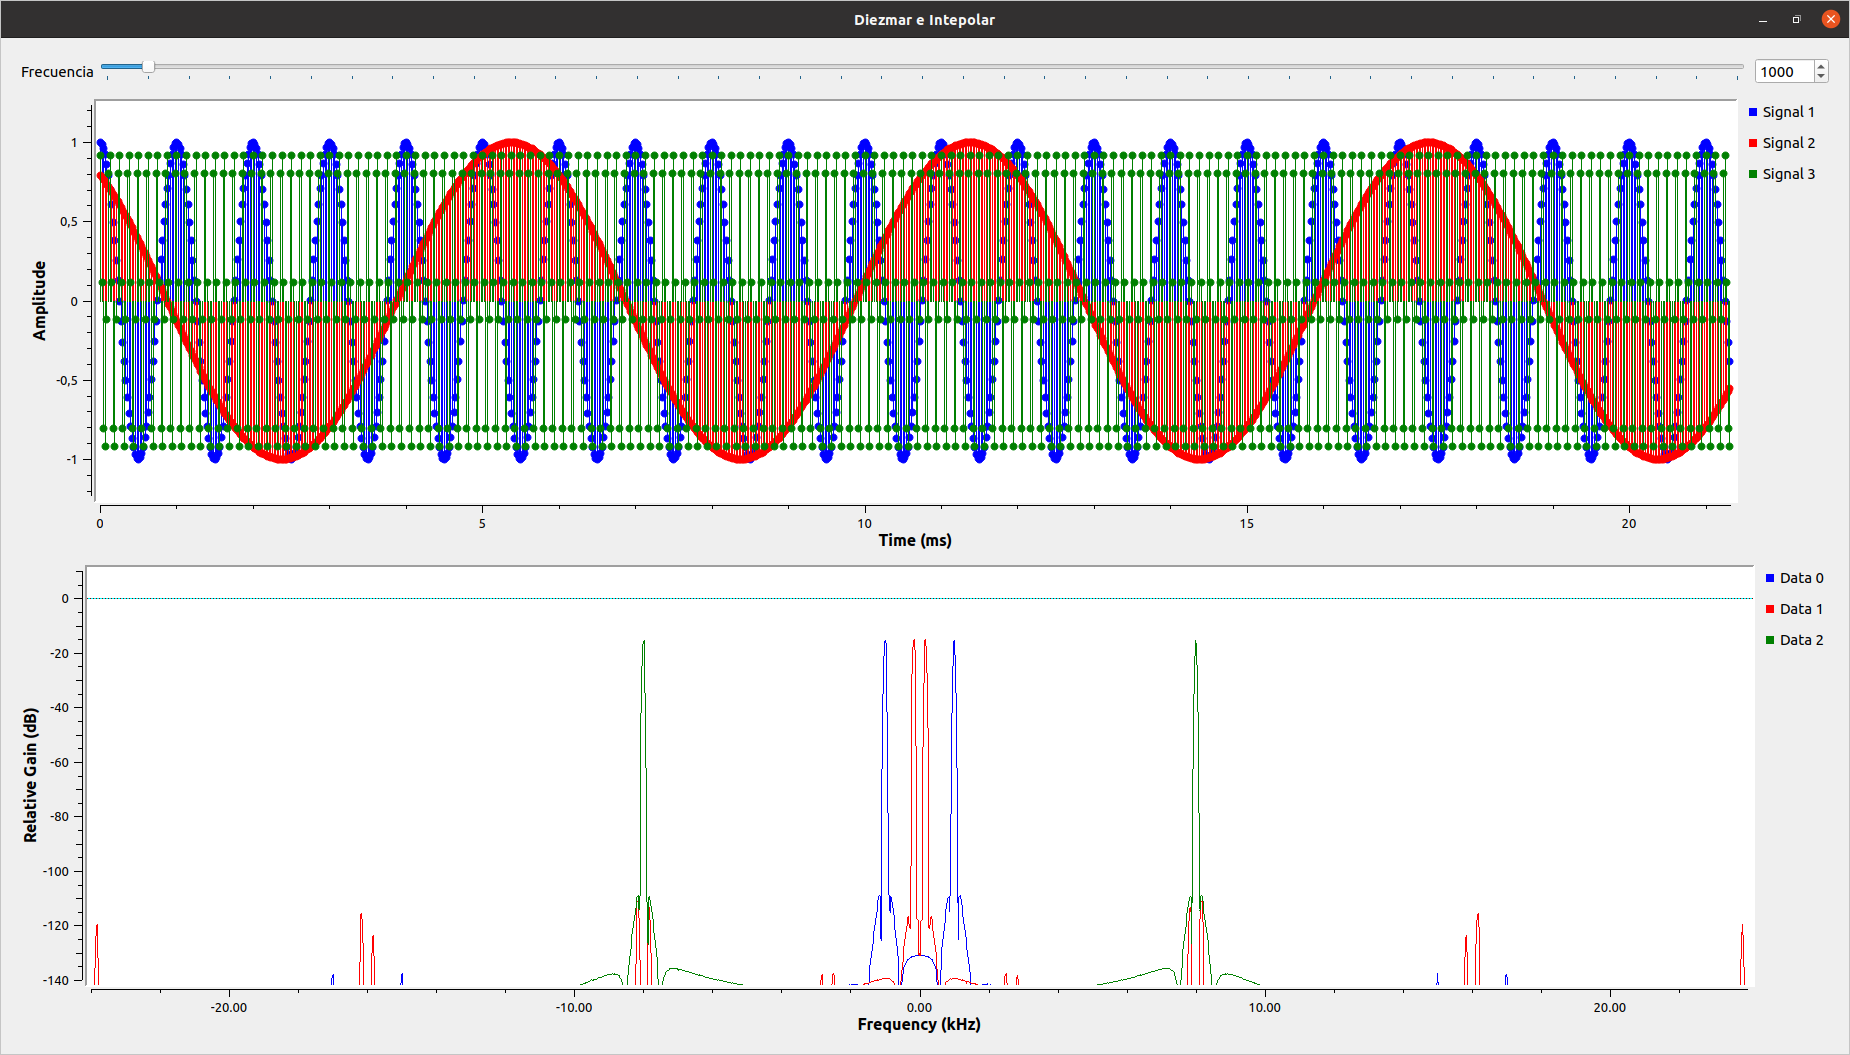 Diezmar e Intepolar
Frecuencia
1000
Signal 1
Signal 2
Signal 3
Amplitude
1
0,5
0
-0,5
-1
0 5 10 15 20
Time (ms)
Data 0
Data 1
Data 2
Relative Gain (dB)
0
-20
-40
-60
-80
-100
-120
-140
-20.00 -10.00 0.00 10.00 20.00
Frequency (kHz)